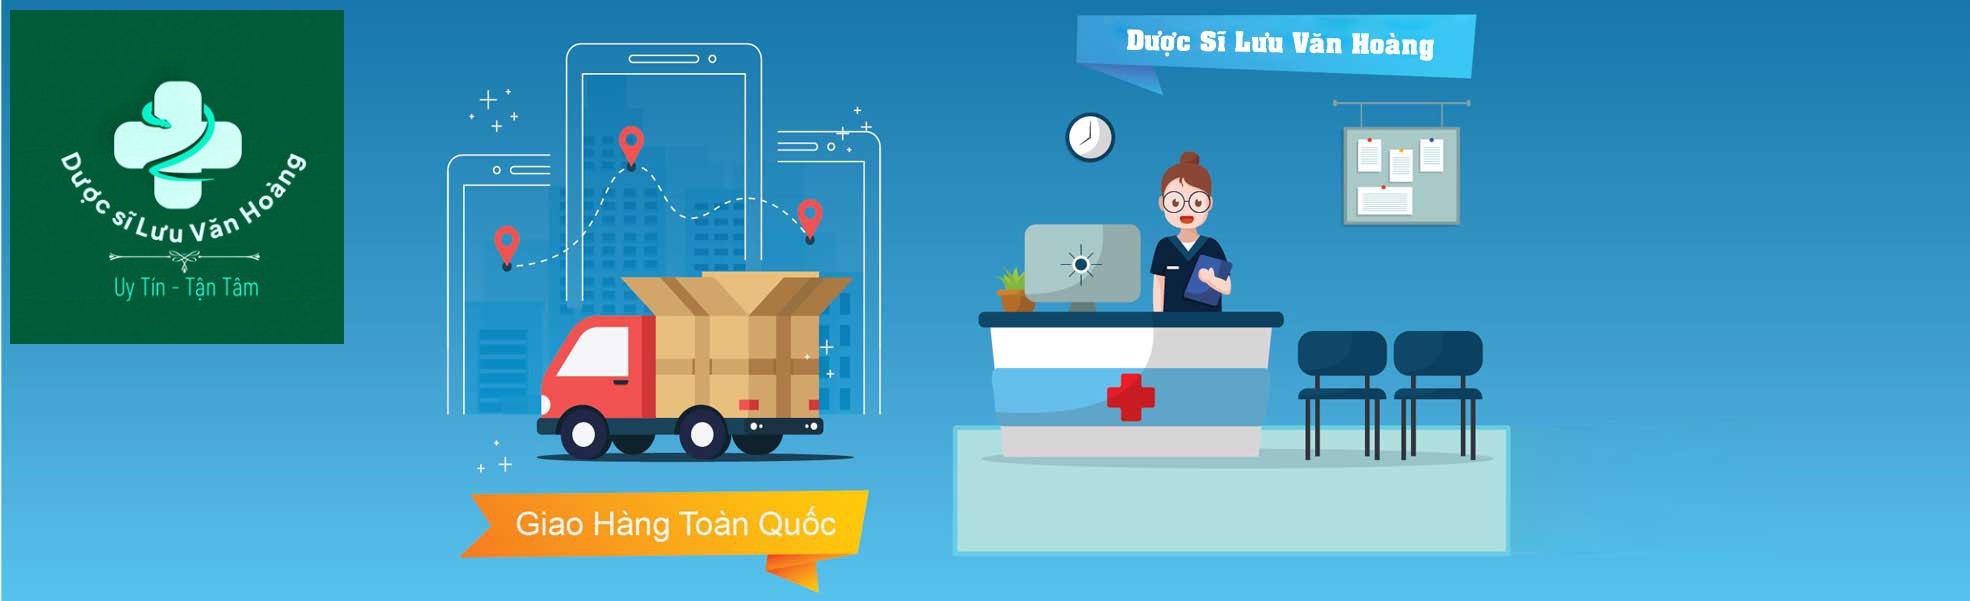 Dược sĩ Lưu Văn Hoàng
Uy Tín - Tận Tâm
Giao Hàng Toàn Quốc
Dược Sĩ Lưu Văn Hoàng